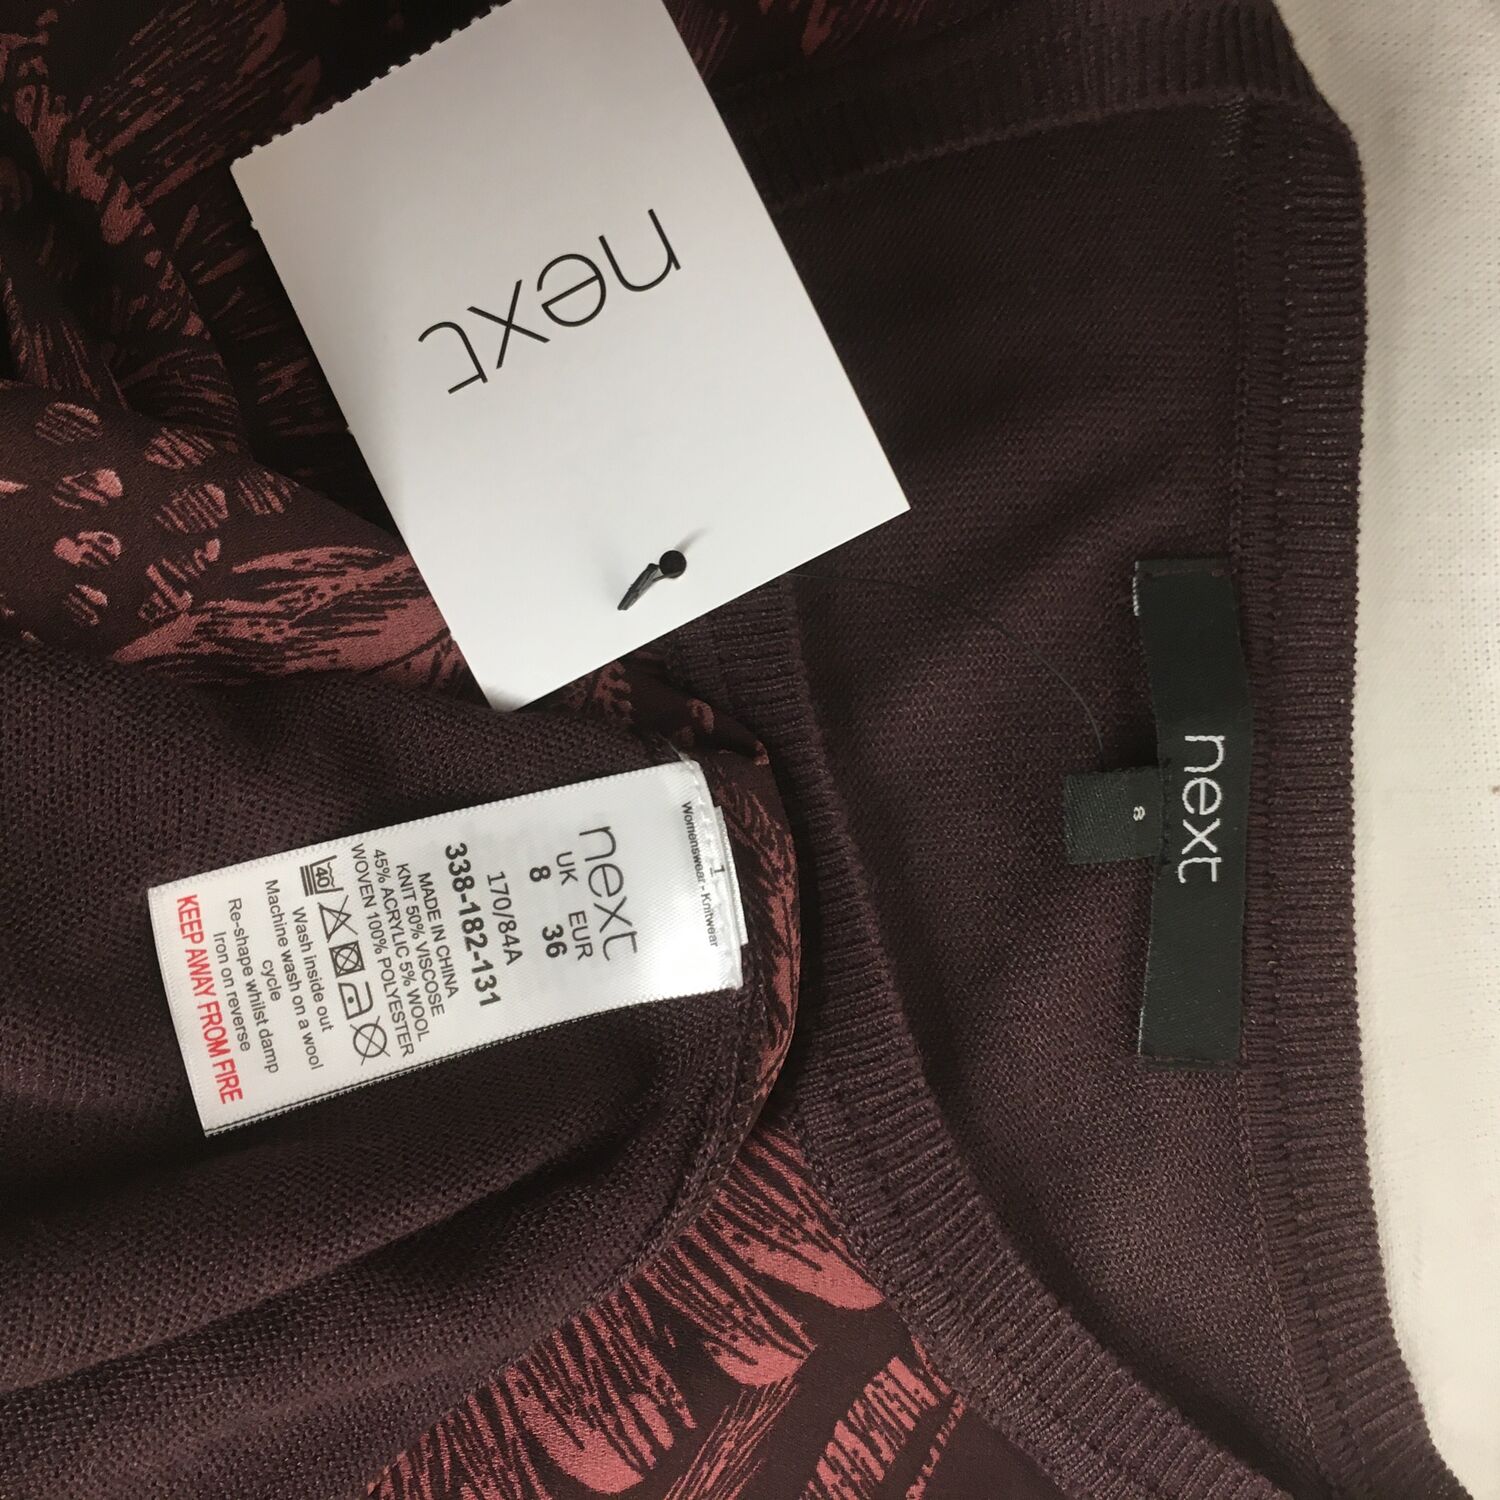 next
next
8
1
Womenswear - Knitwear
next
UK EUR
8 36
170/84A
338-182-131
MADE IN CHINA
KNIT 50% VISCOSE
45% ACRYLIC 5% WOOL
WOVEN 100% POLYESTER
40
Wash inside out
Machine wash on a wool
cycle
Re-shape whilst damp
Iron on reverse
KEEP AWAY FROM FIRE